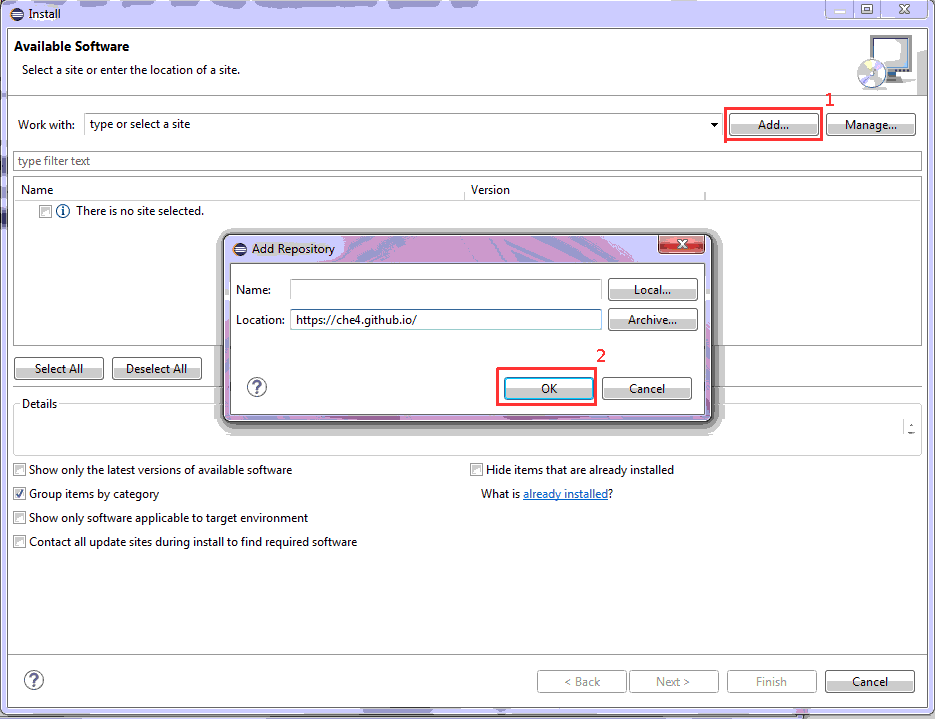 Install
Available Software
Select a site or enter the location of a site.
1
Work with: type or select a site Add... Manage...
type filter text
Name Version
There is no site selected.
Add Repository
Name: Local...
Location: https://che4.github.io/ Archive...
2
? OK Cancel
Select All Deselect All
Details
Show only the latest versions of available software Hide items that are already installed
Group items by category What is already installed?
Show only software applicable to target environment
Contact all update sites during install to find required software
? < Back Next > Finish Cancel